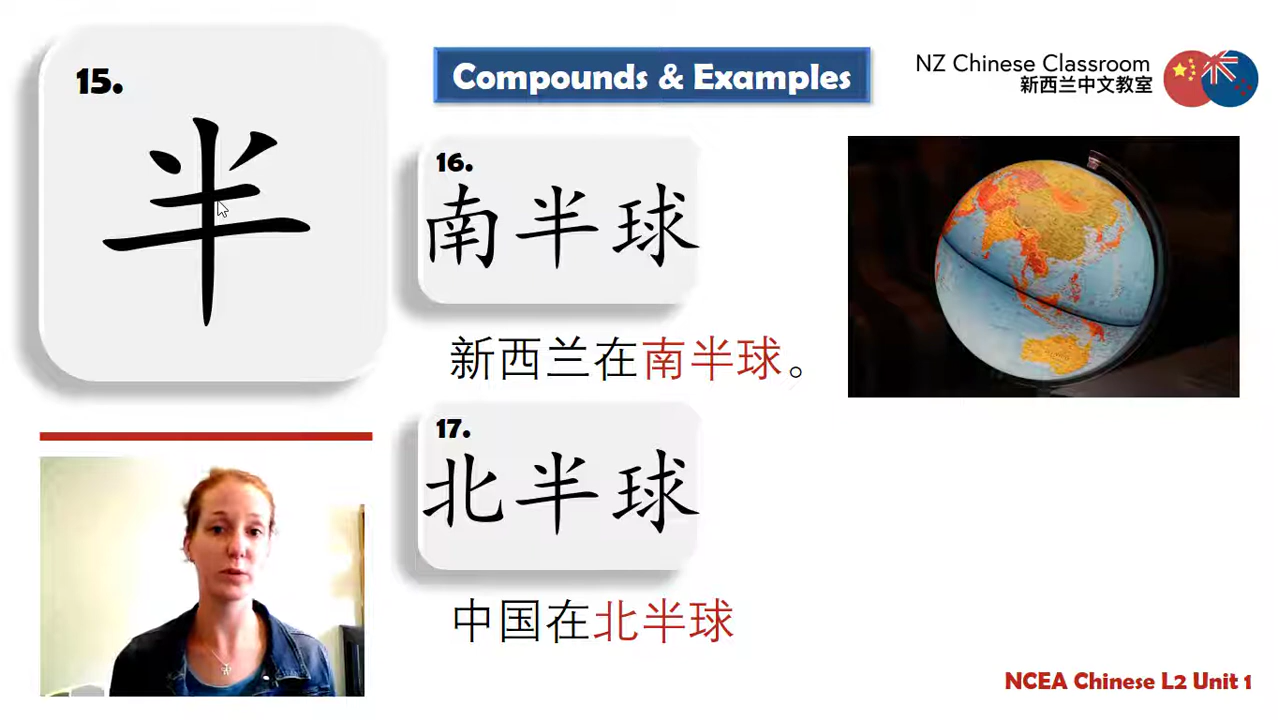 15.
半
Compounds & Examples
NZ Chinese Classroom
新西兰中文教室
16.
南半球
新西兰在南半球。
17.
北半球
中国在北半球
NCEA Chinese L2 Unit 1